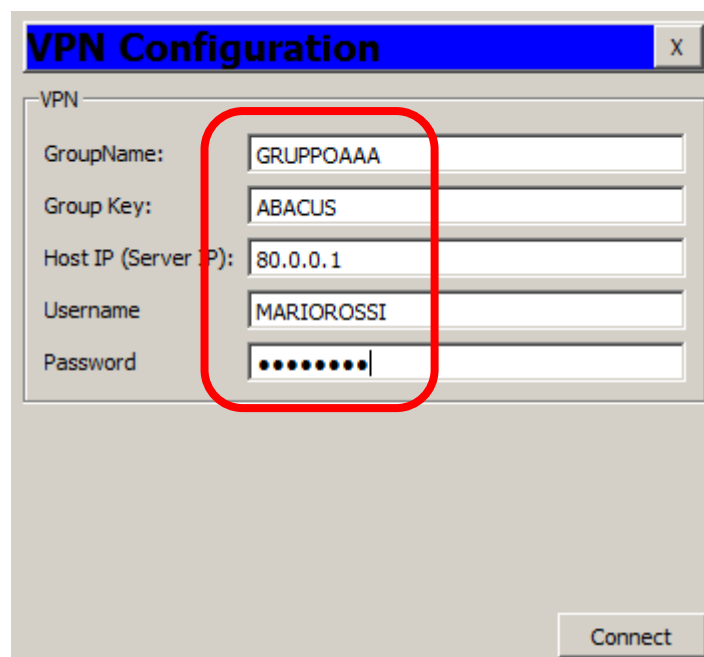 VPN Configuration X
VPN
GroupName: GRUPPOAAA
Group Key: ABACUS
Host IP (Server IP): 80.0.0.1
Username MARIOROSSI
Password ●●●●●●●●
Connect